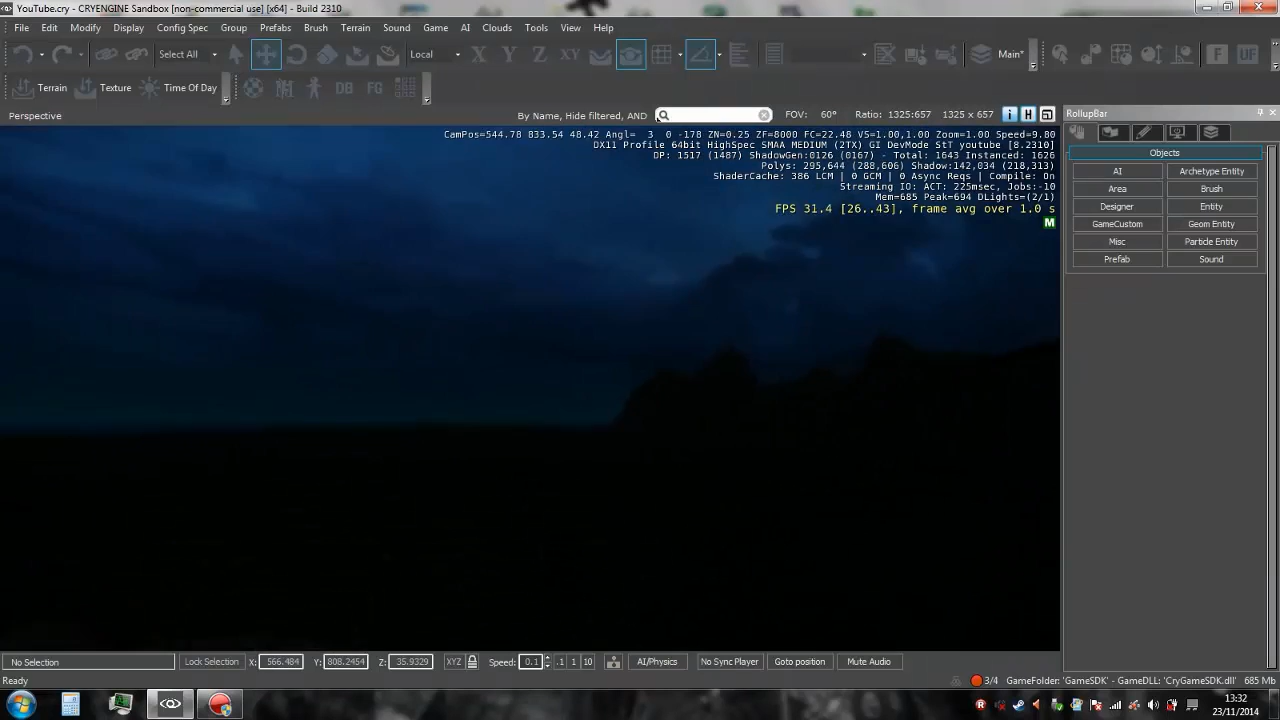 YouTube.cry - CRYENGINE Sandbox [non-commercial use] [x64] - Build 2310
File Edit Modify Display Config Spec Group Prefabs Brush Terrain Sound Game AI Clouds Tools View Help
Select All Local X Y Z XY Main* F UF
Terrain Texture Time Of Day DB FG
Perspective By Name, Hide filtered, AND FOV: 60° Ratio: 1325:657 1325 x 657 i H
RollupBar
CamPos=544.78 833.54 48.42 Angl= 3 0 -178 ZN=0.25 ZF=8000 FC=22.48 VS=1.00,1.00 Zoom=1.00 Speed=9.80
DX11 Profile 64bit HighSpec SMAA MEDIUM (2TX) GI DevMode StT youtube [8.2310]
DP: 1517 (1487) ShadowGen:0126 (0167) - Total: 1643 Instanced: 1626
Polys: 295,644 (288,606) Shadow:142,034 (218,313)
ShaderCache: 386 LCM | 0 GCM | 0 Async Reqs | Compile: On
Streaming IO: ACT: 225msec, Jobs:-10
Mem=685 Peak=694 DLights=(2/1)
FPS 31.4 [26..43], frame avg over 1.0 s
M
Objects
AI Archetype Entity
Area Brush
Designer Entity
GameCustom Geom Entity
Misc Particle Entity
Prefab Sound
No Selection Lock Selection X: 566.484 Y: 808.2454 Z: 35.9329 XYZ Speed: 0.1 .1 1 10 AI/Physics No Sync Player Goto position Mute Audio
Ready 3/4 GameFolder: 'GameSDK' - GameDLL: 'CryGameSDK.dll' 685 Mb
13:32
23/11/2014